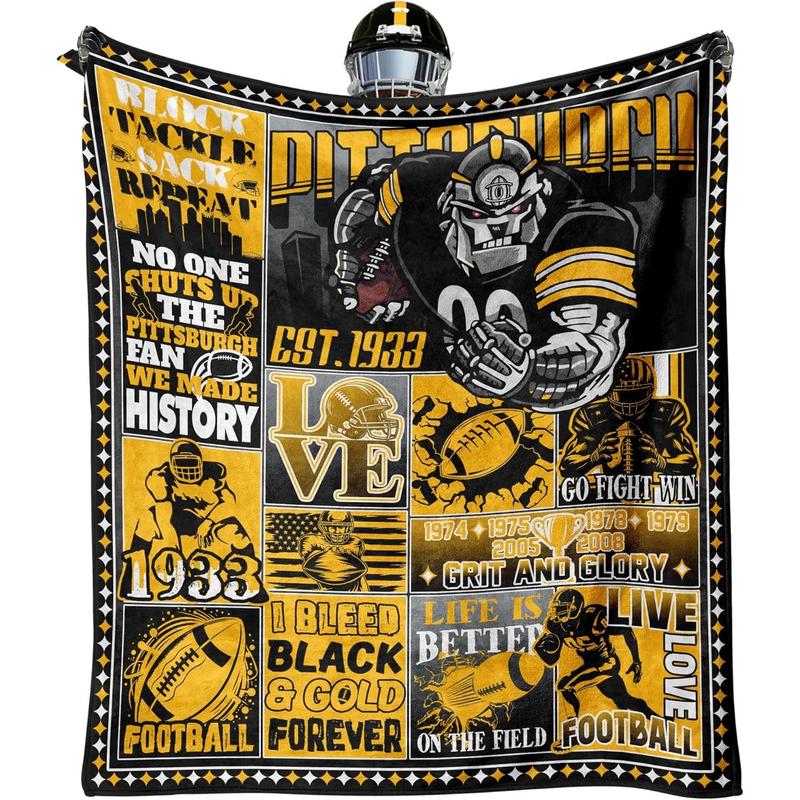 BLOCK
TACKLE
SACK
REPEAT
PITTSBURGH
EST. 1933
NO ONE
SHUTS UP
THE
PITTSBURGH
FAN
WE MADE
HISTORY
LOVE
GO FIGHT WIN
1933
1974 1975 1978 1979
2005 2008
GRIT AND GLORY
FOOTBALL
I BLEED
BLACK
& GOLD
FOREVER
LIFE IS
BETTER
ON THE FIELD
LIVE
LOVE
FOOTBALL